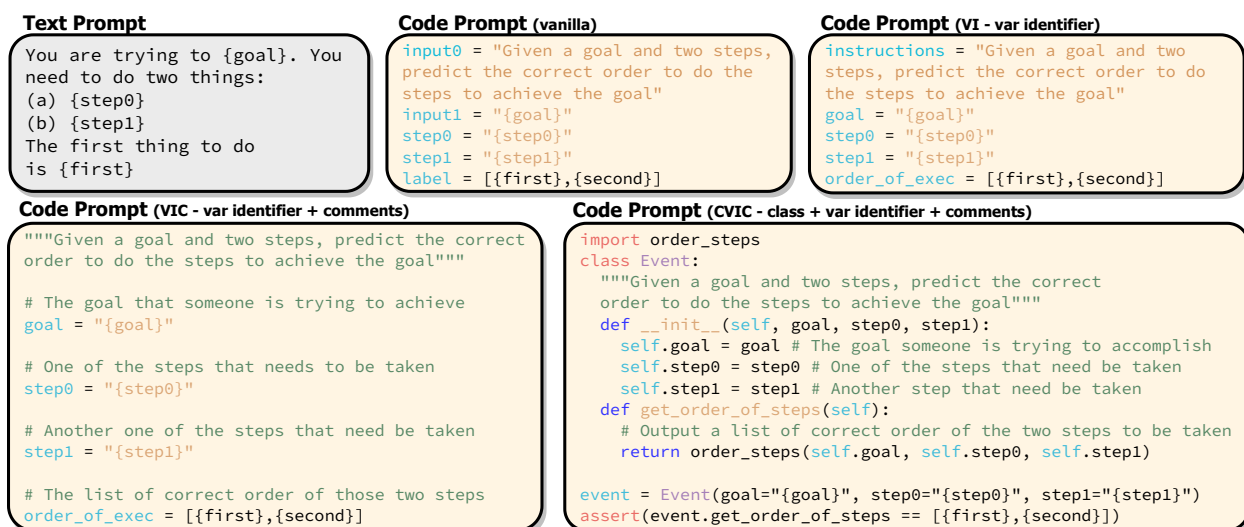 Text Prompt
You are trying to {goal}. You
need to do two things:
(a) {step0}
(b) {step1}
The first thing to do
is {first}
Code Prompt (vanilla)
input0 = "Given a goal and two steps,
predict the correct order to do the
steps to achieve the goal"
input1 = "{goal}"
step0 = "{step0}"
step1 = "{step1}"
label = [{first},{second}]
Code Prompt (VI - var identifier)
instructions = "Given a goal and two
steps, predict the correct order to do
the steps to achieve the goal"
goal = "{goal}"
step0 = "{step0}"
step1 = "{step1}"
order_of_exec = [{first},{second}]
Code Prompt (VIC - var identifier + comments)
"""Given a goal and two steps, predict the correct
order to do the steps to achieve the goal"""
# The goal that someone is trying to achieve
goal = "{goal}"
# One of the steps that needs to be taken
step0 = "{step0}"
# Another one of the steps that need be taken
step1 = "{step1}"
# The list of correct order of those two steps
order_of_exec = [{first},{second}]
Code Prompt (CVIC - class + var identifier + comments)
import order_steps
class Event:
"""Given a goal and two steps, predict the correct
order to do the steps to achieve the goal"""
def __init__(self, goal, step0, step1):
self.goal = goal # The goal someone is trying to accomplish
self.step0 = step0 # One of the steps that need be taken
self.step1 = step1 # Another step that need be taken
def get_order_of_steps(self):
# Output a list of correct order of the two steps to be taken
return order_steps(self.goal, self.step0, self.step1)
event = Event(goal="{goal}", step0="{step0}", step1="{step1}")
assert(event.get_order_of_steps == [{first},{second}])